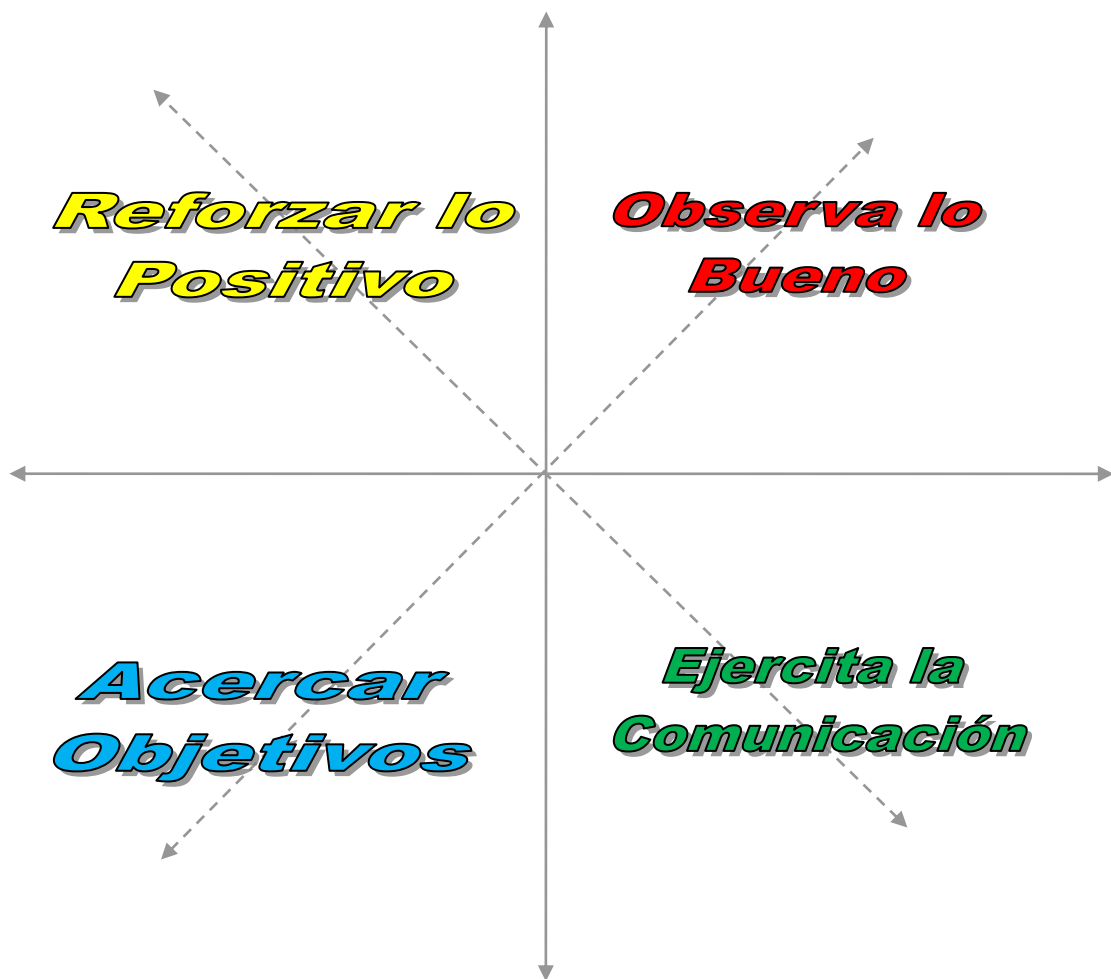 Reforzar lo
Positivo
Observa lo
Bueno
Acercar
Objetivos
Ejercita la
Comunicación